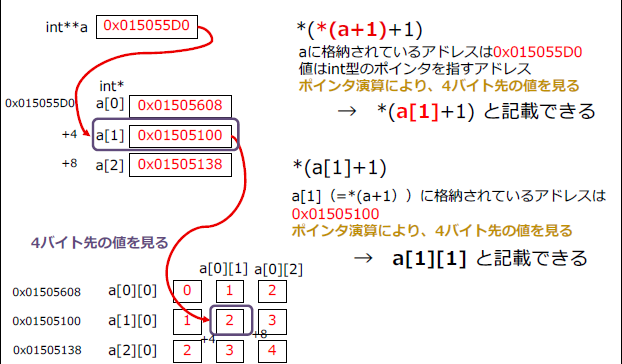 int**a 0x015055D0
*(*(a+1)+1)
aに格納されているアドレスは0x015055D0
値はint型のポインタを指すアドレス
ポインタ演算により、4バイト先の値を見る
→ *(a[1]+1) と記載できる
int*
0x015055D0 a[0] 0x01505608
+4 a[1] 0x01505100
+8 a[2] 0x01505138
*(a[1]+1)
a[1]（=*(a+1)）に格納されているアドレスは
0x01505100
ポインタ演算により、4バイト先の値を見る
→ a[1][1] と記載できる
4バイト先の値を見る
a[0][1] a[0][2]
0x01505608 a[0][0] 0 1 2
0x01505100 a[1][0] 1 2 3
+4 +8
0x01505138 a[2][0] 2 3 4